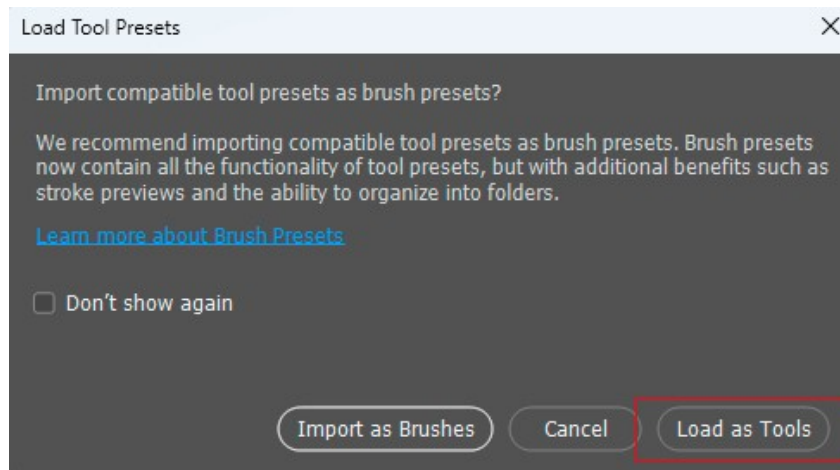 Load Tool Presets
Import compatible tool presets as brush presets?
We recommend importing compatible tool presets as brush presets. Brush presets
now contain all the functionality of tool presets, but with additional benefits such as
stroke previews and the ability to organize into folders.
Learn more about Brush Presets
Don't show again
Import as Brushes Cancel Load as Tools